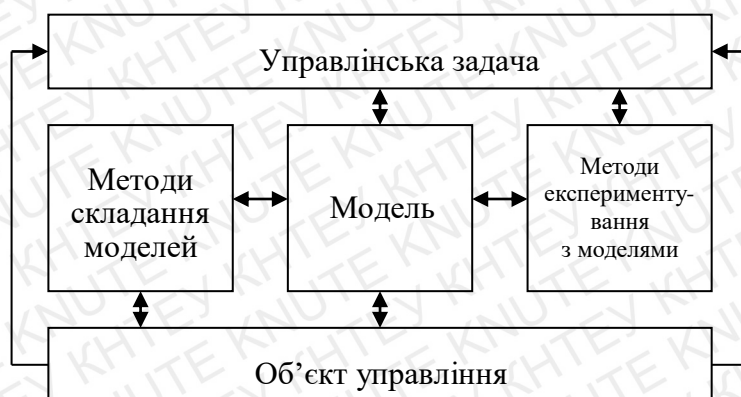 Управлінська задача
Методи
складання
моделей
Модель
Методи
експерименту-
вання
з моделями
Об’єкт управління